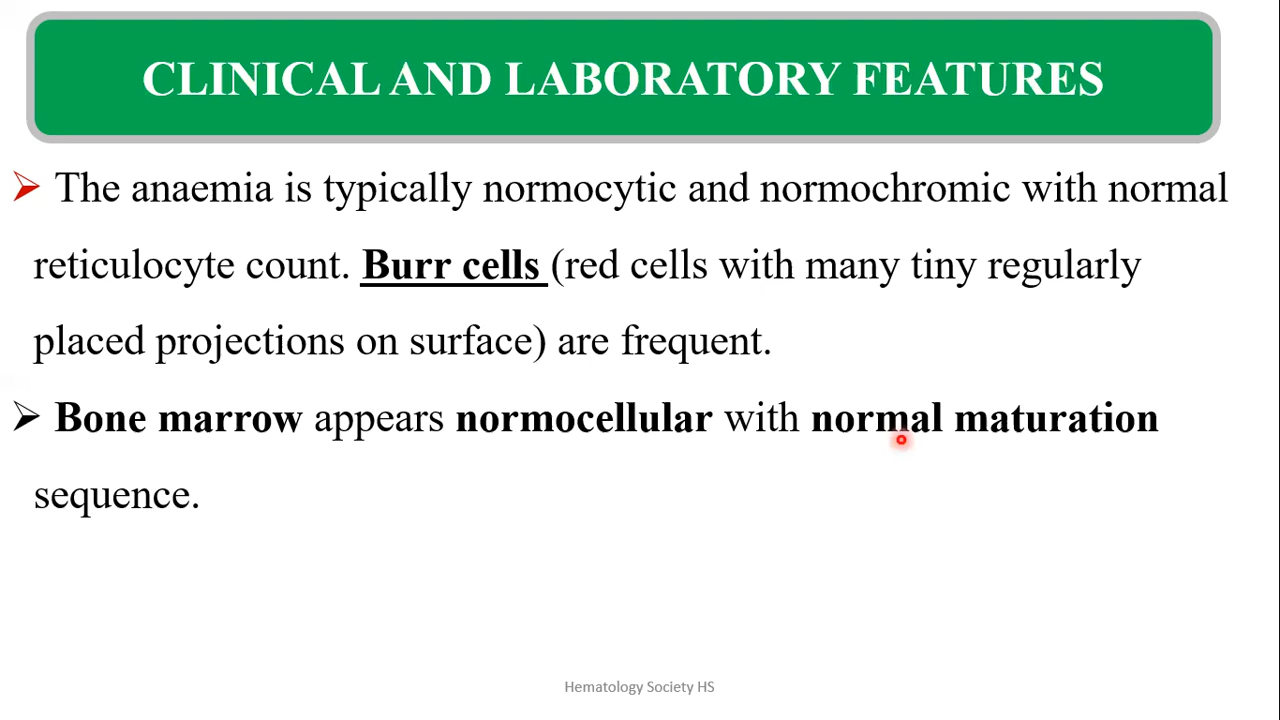 CLINICAL AND LABORATORY FEATURES
The anaemia is typically normocytic and normochromic with normal
reticulocyte count. Burr cells (red cells with many tiny regularly
placed projections on surface) are frequent.
Bone marrow appears normocellular with normal maturation
sequence.
Hematology Society HS